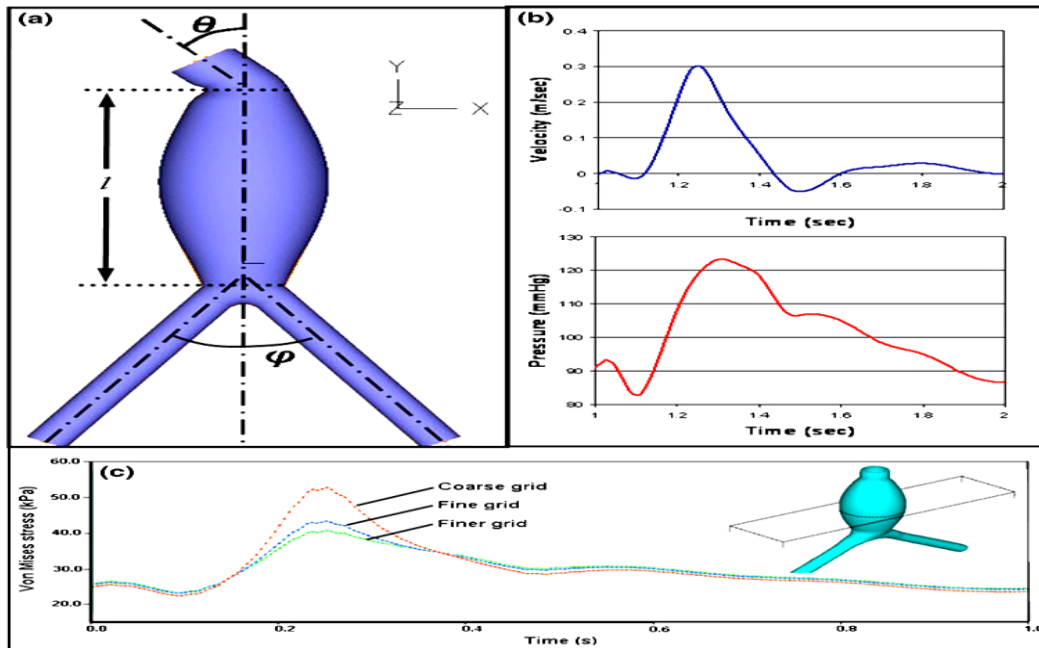 (a)
θ
Y
Z
X
l
φ
(b)
Velocity (m/sec)
0.4
0.3
0.2
0.1
0
-0.1
1.2
1.4
1.6
1.8
2
Time (sec)
Pressure (mmHg)
130
120
110
100
90
80
1
1.2
1.4
1.6
1.8
2
Time (sec)
(c)
Von Mises stress (kPa)
60.0
50.0
40.0
30.0
20.0
Coarse grid
Fine grid
Finer grid
0.0
0.2
0.4
0.6
0.8
1.0
Time (s)